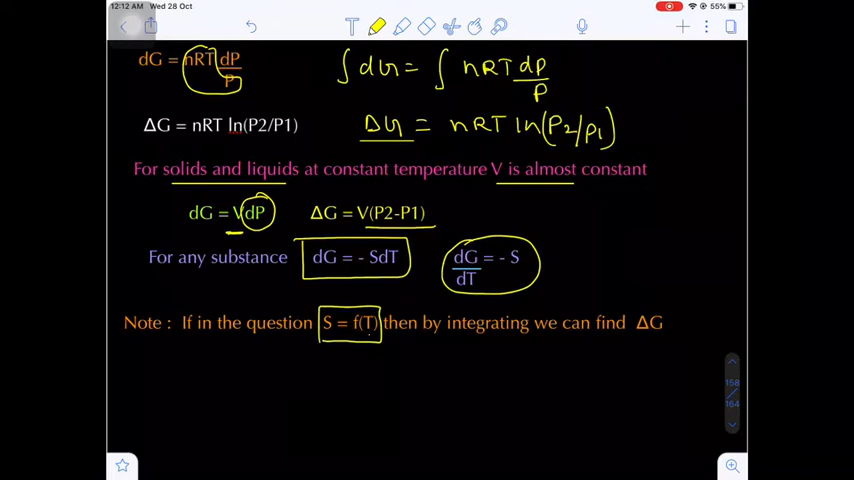 12:12 AM Wed 28 Oct
55%
dG = nRT dP/P ∫dG = ∫ nRT dP/P
ΔG = nRT ln(P2/P1) ΔG = nRT ln(P2/P1)
For solids and liquids at constant temperature V is almost constant
dG = VdP ΔG = V(P2-P1)
For any substance dG = - SdT dG/dT = - S
Note : If in the question S = f(T) then by integrating we can find ΔG
158
/
164